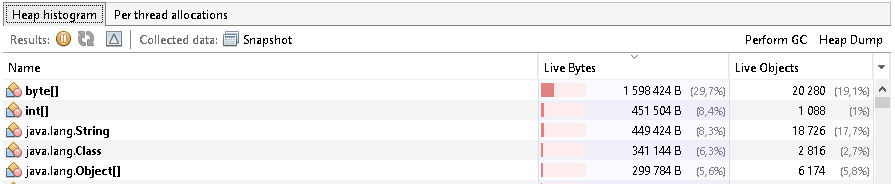 Heap histogram Per thread allocations
Results: Collected data: Snapshot Perform GC Heap Dump
Name Live Bytes Live Objects
byte[] 1 598 424 B (29,7%) 20 280 (19,1%)
int[] 451 504 B (8,4%) 1 088 (1%)
java.lang.String 449 424 B (8,3%) 18 726 (17,7%)
java.lang.Class 341 144 B (6,3%) 2 816 (2,7%)
java.lang.Object[] 299 784 B (5,6%) 6 174 (5,8%)